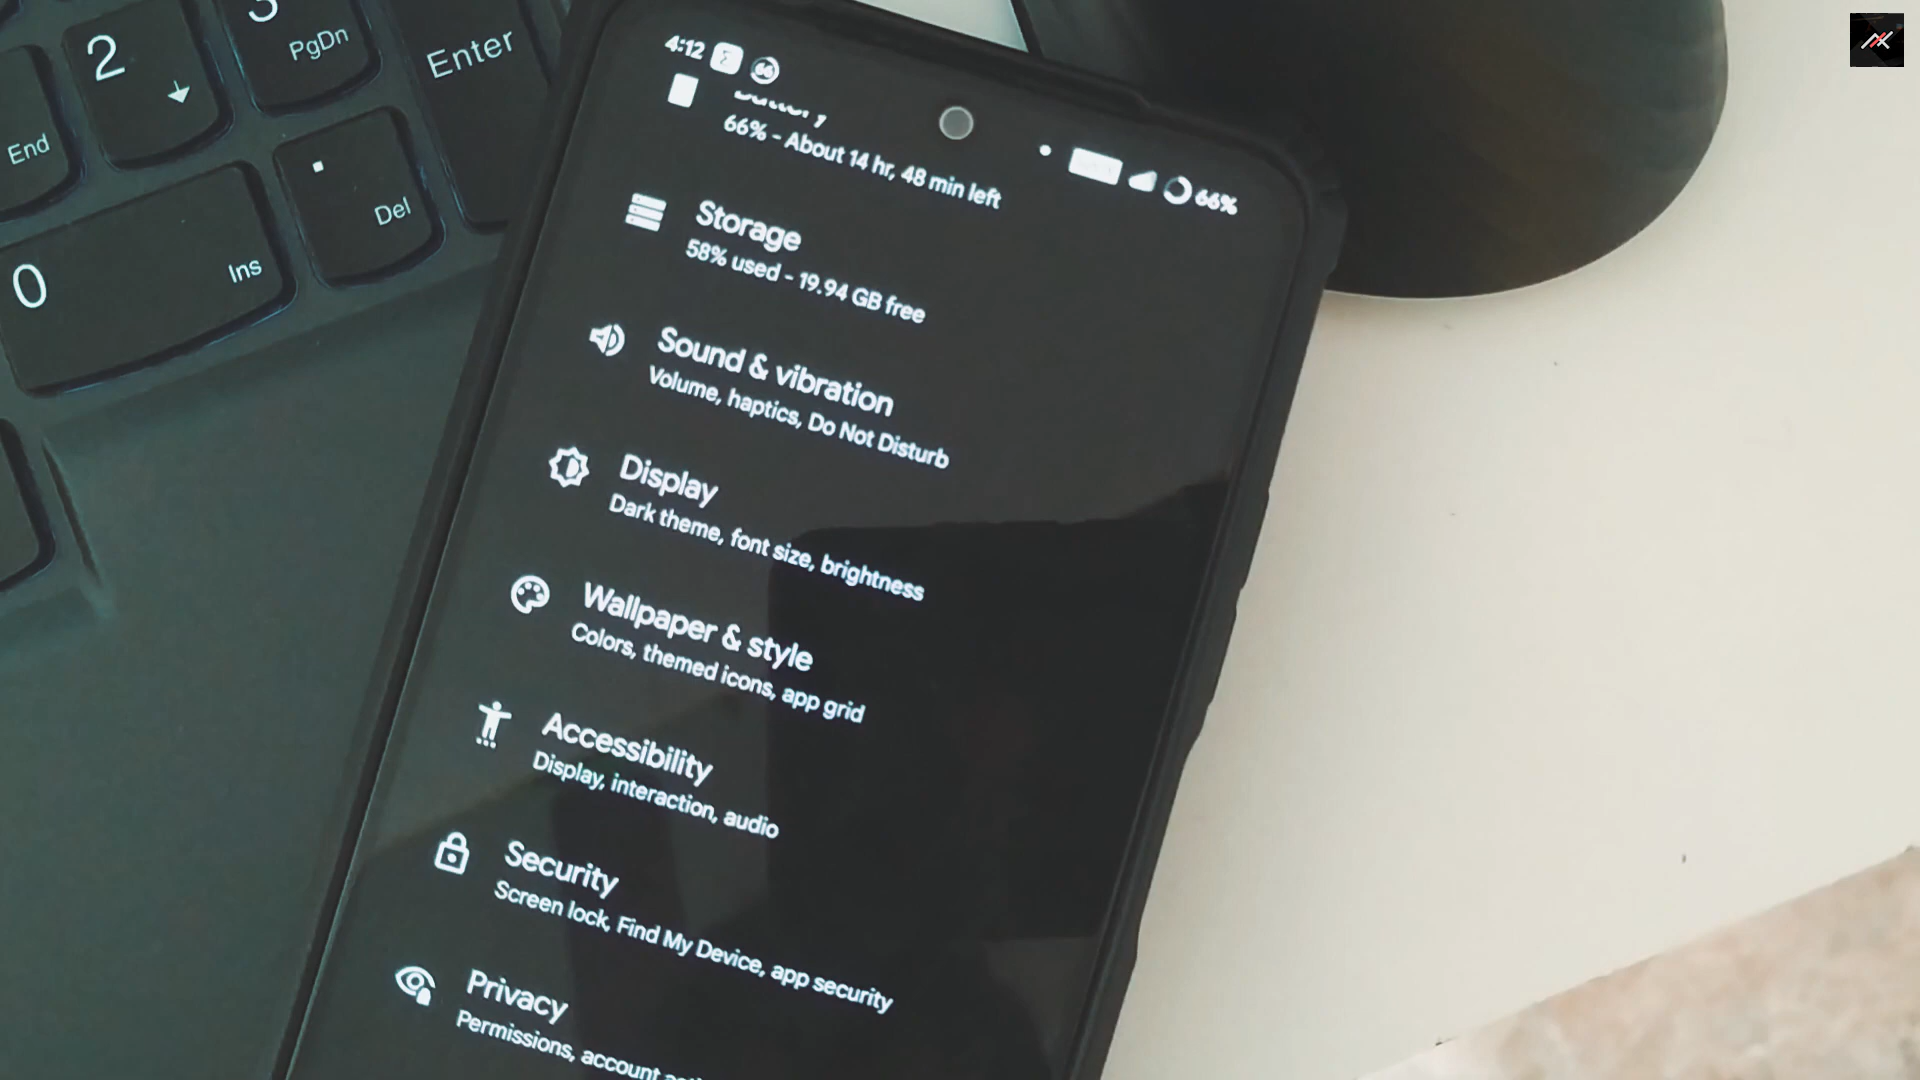 2
3
PgDn
Enter
End
.
Del
0
Ins
4:12
66
66%
Battery
66% - About 14 hr, 48 min left
Storage
58% used - 19.94 GB free
Sound & vibration
Volume, haptics, Do Not Disturb
Display
Dark theme, font size, brightness
Wallpaper & style
Colors, themed icons, app grid
Accessibility
Display, interaction, audio
Security
Screen lock, Find My Device, app security
Privacy
Permissions, account